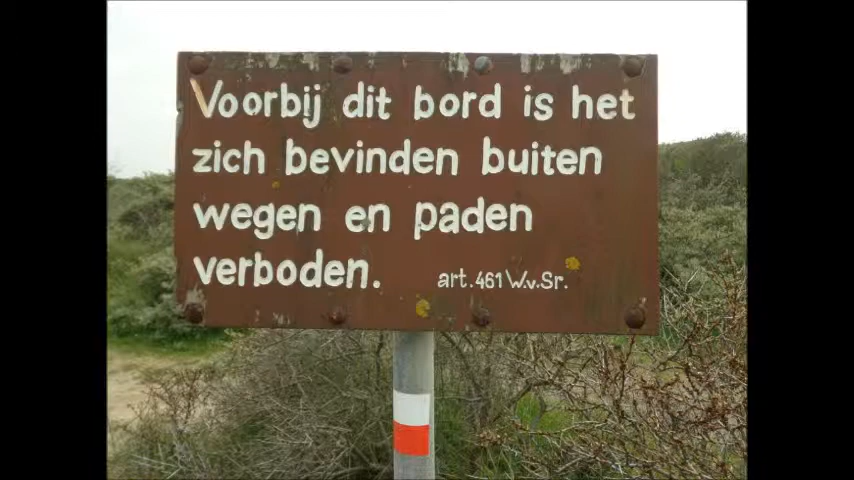 Voorbij dit bord is het
zich bevinden buiten
wegen en paden
verboden. art.461 W.v.Sr.